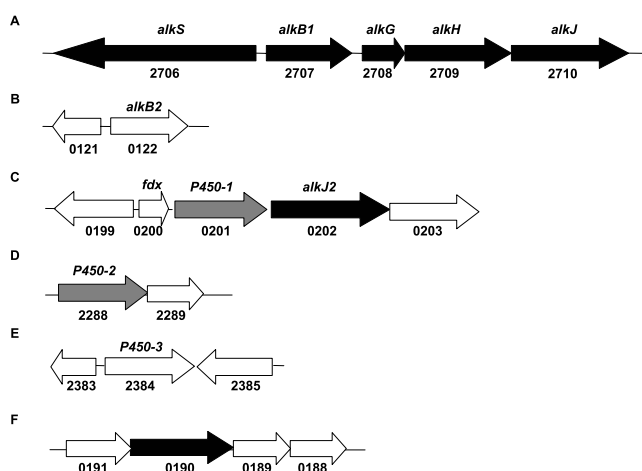 A
alkS alkB1 alkG alkH alkJ
2706 2707 2708 2709 2710
B
alkB2
0121 0122
C
fdx P450-1 alkJ2
0199 0200 0201 0202 0203
D
P450-2
2288 2289
E
P450-3
2383 2384 2385
F
0191 0190 0189 0188